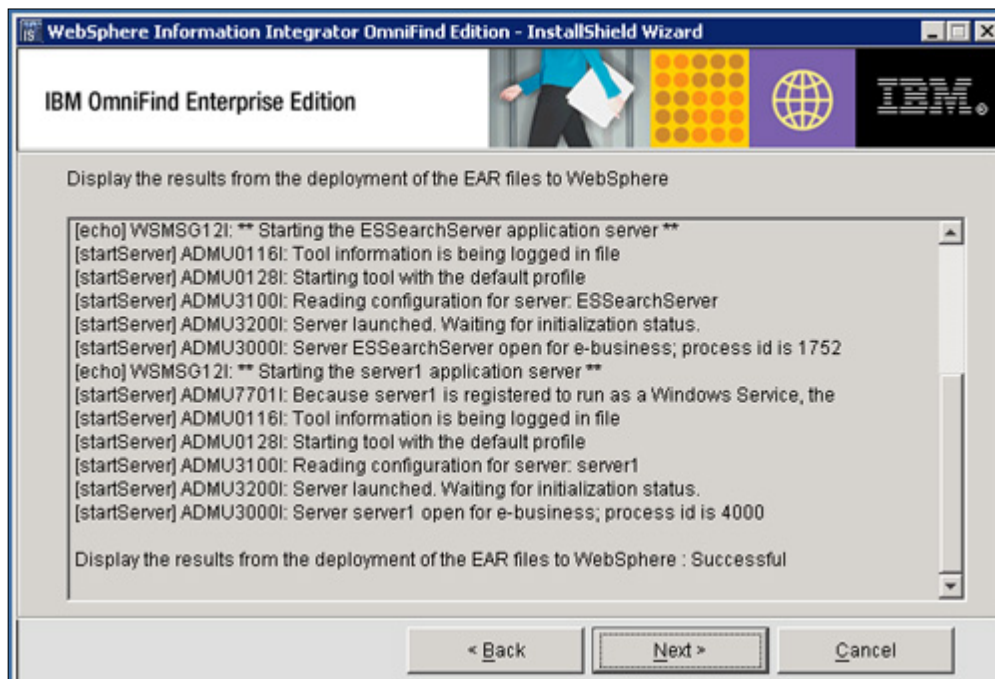 WebSphere Information Integrator OmniFind Edition - InstallShield Wizard
IBM OmniFind Enterprise Edition
IBM®
Display the results from the deployment of the EAR files to WebSphere
[echo] WSMSG12I: ** Starting the ESSearchServer application server **
[startServer] ADMU0116I: Tool information is being logged in file
[startServer] ADMU0128I: Starting tool with the default profile
[startServer] ADMU3100I: Reading configuration for server: ESSearchServer
[startServer] ADMU3200I: Server launched. Waiting for initialization status.
[startServer] ADMU3000I: Server ESSearchServer open for e-business; process id is 1752
[echo] WSMSG12I: ** Starting the server1 application server **
[startServer] ADMU7701I: Because server1 is registered to run as a Windows Service, the
[startServer] ADMU0116I: Tool information is being logged in file
[startServer] ADMU0128I: Starting tool with the default profile
[startServer] ADMU3100I: Reading configuration for server: server1
[startServer] ADMU3200I: Server launched. Waiting for initialization status.
[startServer] ADMU3000I: Server server1 open for e-business; process id is 4000
Display the results from the deployment of the EAR files to WebSphere : Successful
< Back
Next >
Cancel